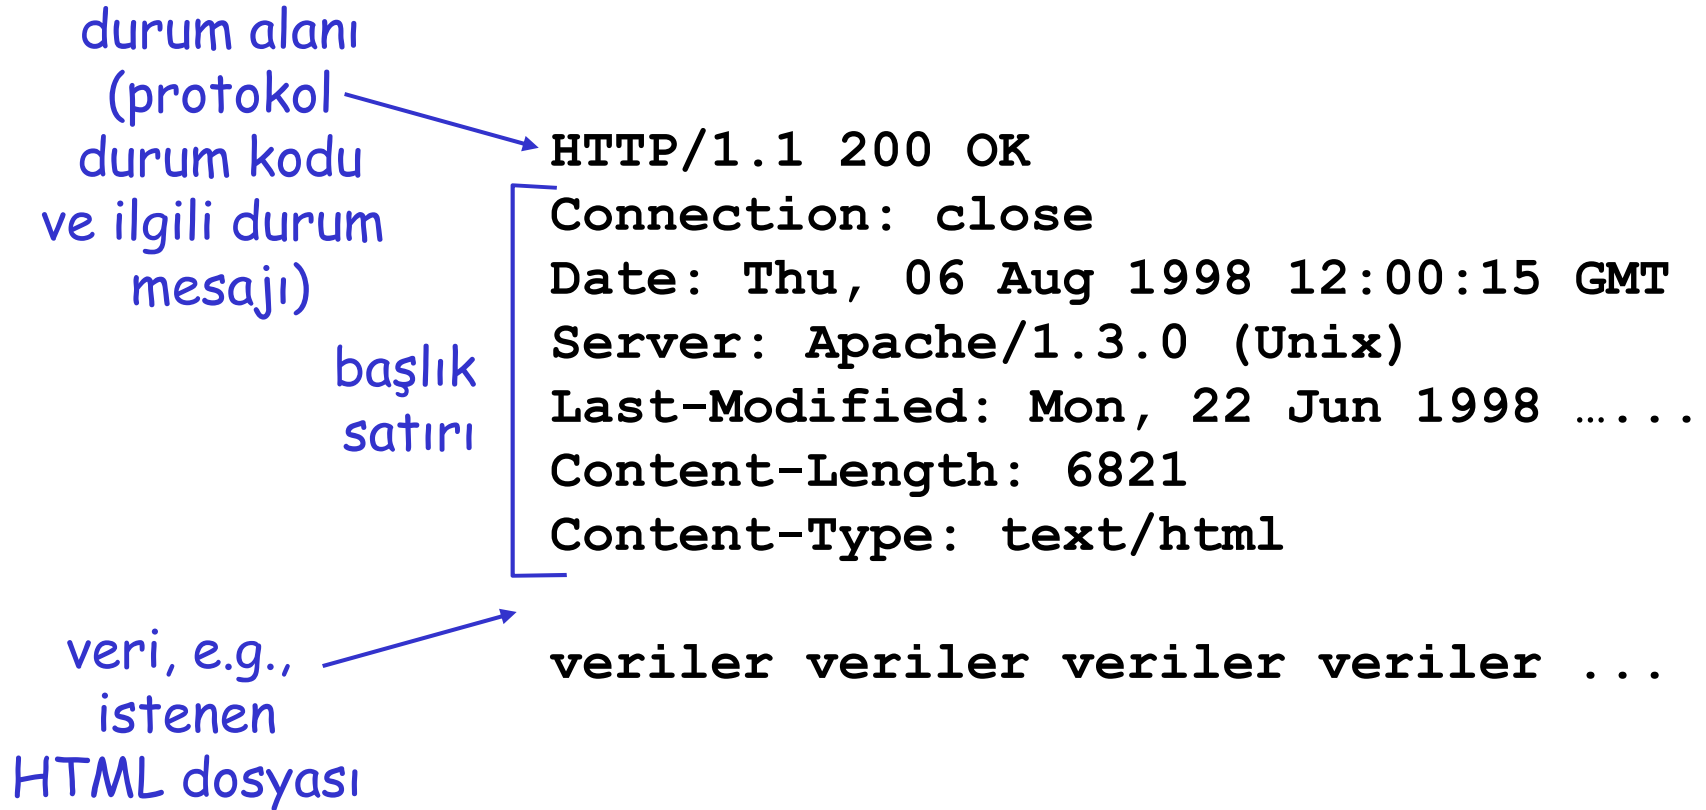 durum alanı
(protokol
durum kodu
ve ilgili durum
mesajı)
HTTP/1.1 200 OK
Connection: close
Date: Thu, 06 Aug 1998 12:00:15 GMT
Server: Apache/1.3.0 (Unix)
Last-Modified: Mon, 22 Jun 1998 …...
Content-Length: 6821
Content-Type: text/html
başlık
satırı
veri, e.g.,
istenen
HTML dosyası
veriler veriler veriler veriler ...